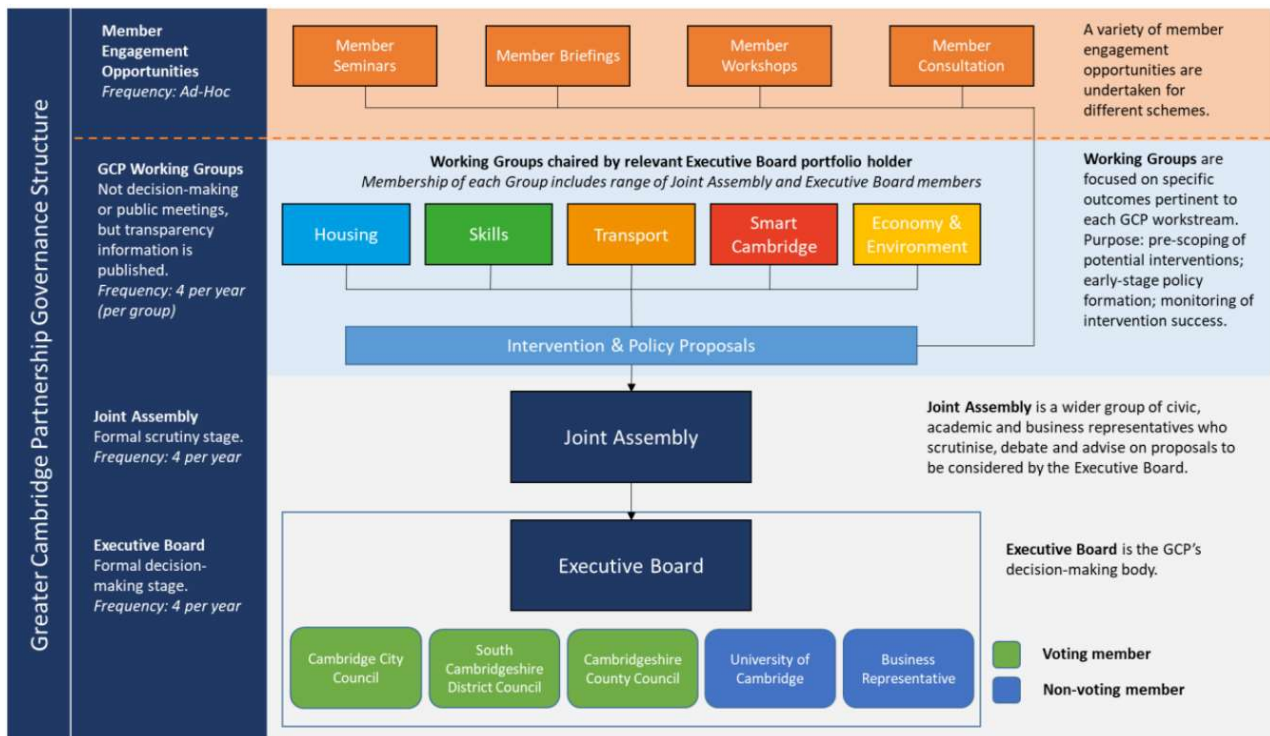 Greater Cambridge Partnership Governance Structure
Member
Engagement
Opportunities
Frequency: Ad-Hoc
Member
Seminars
Member Briefings
Member
Workshops
Member
Consultation
A variety of member
engagement
opportunities are
undertaken for
different schemes.
GCP Working Groups
Not decision-making
or public meetings,
but transparency
information is
published.
Frequency: 4 per year
(per group)
Working Groups chaired by relevant Executive Board portfolio holder
Membership of each Group includes range of Joint Assembly and Executive Board members
Housing
Skills
Transport
Smart
Cambridge
Economy &
Environment
Intervention & Policy Proposals
Working Groups are
focused on specific
outcomes pertinent to
each GCP workstream.
Purpose: pre-scoping of
potential interventions;
early-stage policy
formation; monitoring of
intervention success.
Joint Assembly
Formal scrutiny stage.
Frequency: 4 per year
Joint Assembly
Joint Assembly is a wider group of civic,
academic and business representatives who
scrutinise, debate and advise on proposals to
be considered by the Executive Board.
Executive Board
Formal decision-
making stage.
Frequency: 4 per year
Executive Board
Executive Board is the GCP’s
decision-making body.
Cambridge City
Council
South
Cambridgeshire
District Council
Cambridgeshire
County Council
University of
Cambridge
Business
Representative
Voting member
Non-voting member